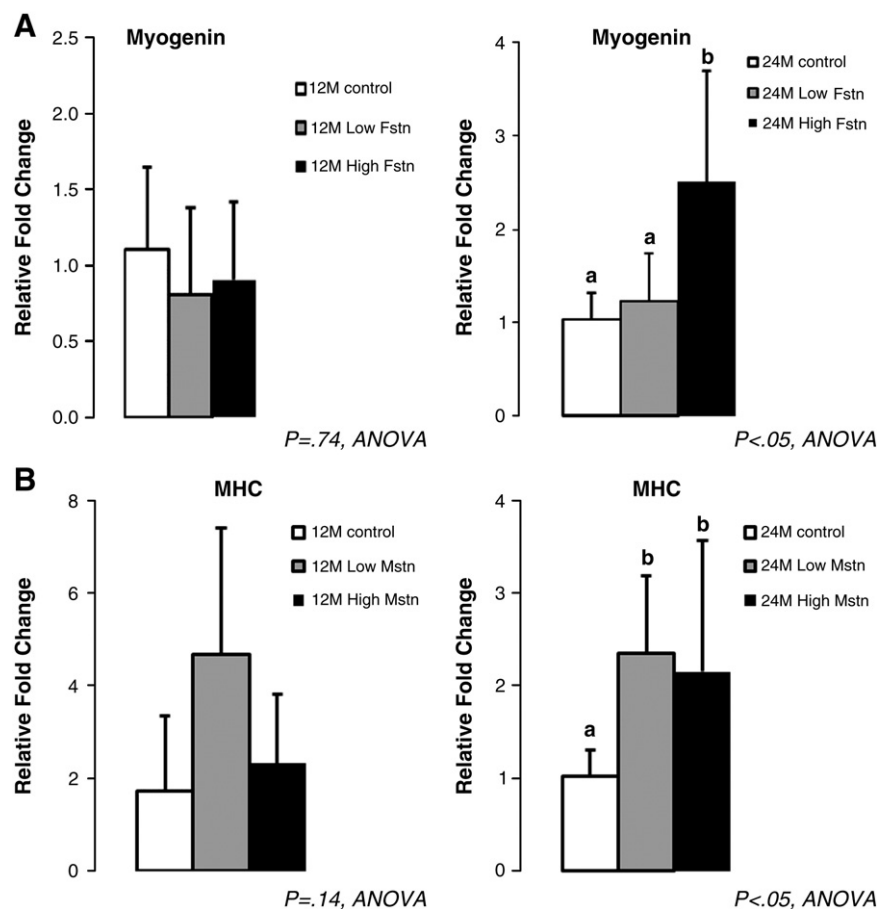 A
Myogenin
Relative Fold Change
2.5
2.0
1.5
1.0
0.5
0.0
12M control
12M Low Fstn
12M High Fstn
P=.74, ANOVA
Myogenin
Relative Fold Change
4
3
2
1
0
a
a
b
24M control
24M Low Fstn
24M High Fstn
P<.05, ANOVA
B
MHC
Relative Fold Change
8
6
4
2
0
12M control
12M Low Mstn
12M High Mstn
P=.14, ANOVA
MHC
Relative Fold Change
4
3
2
1
0
a
b
b
24M control
24M Low Mstn
24M High Mstn
P<.05, ANOVA